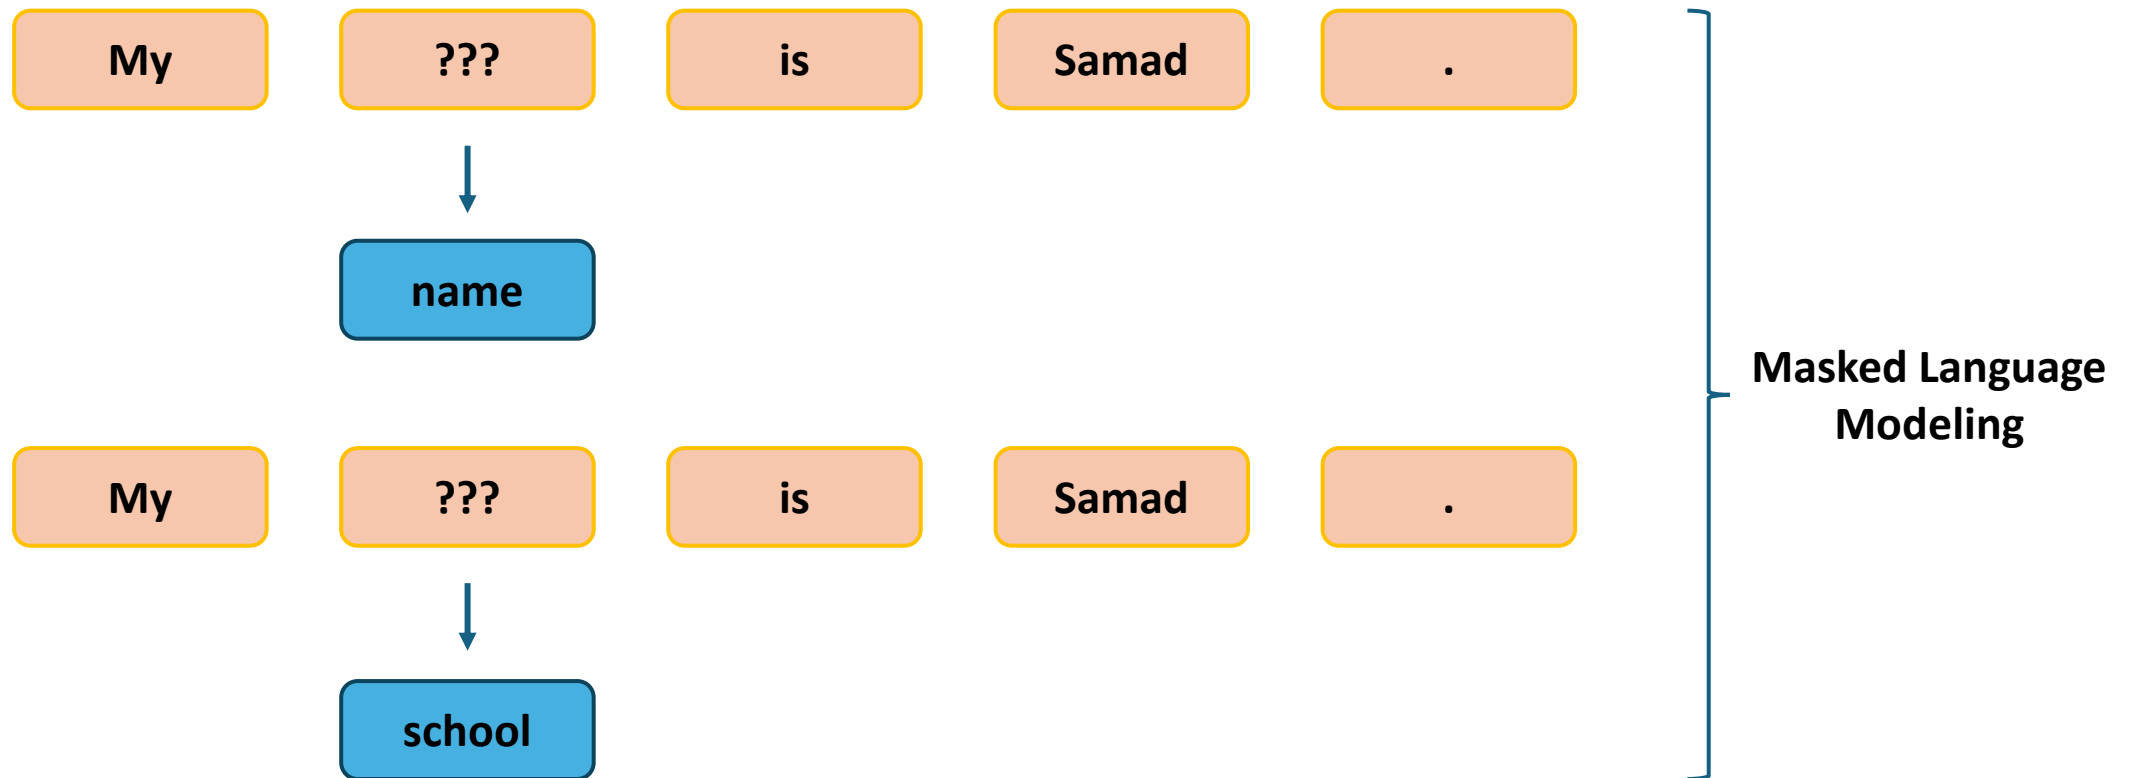 My ??? is Samad .
name
My ??? is Samad .
school
Masked Language
Modeling